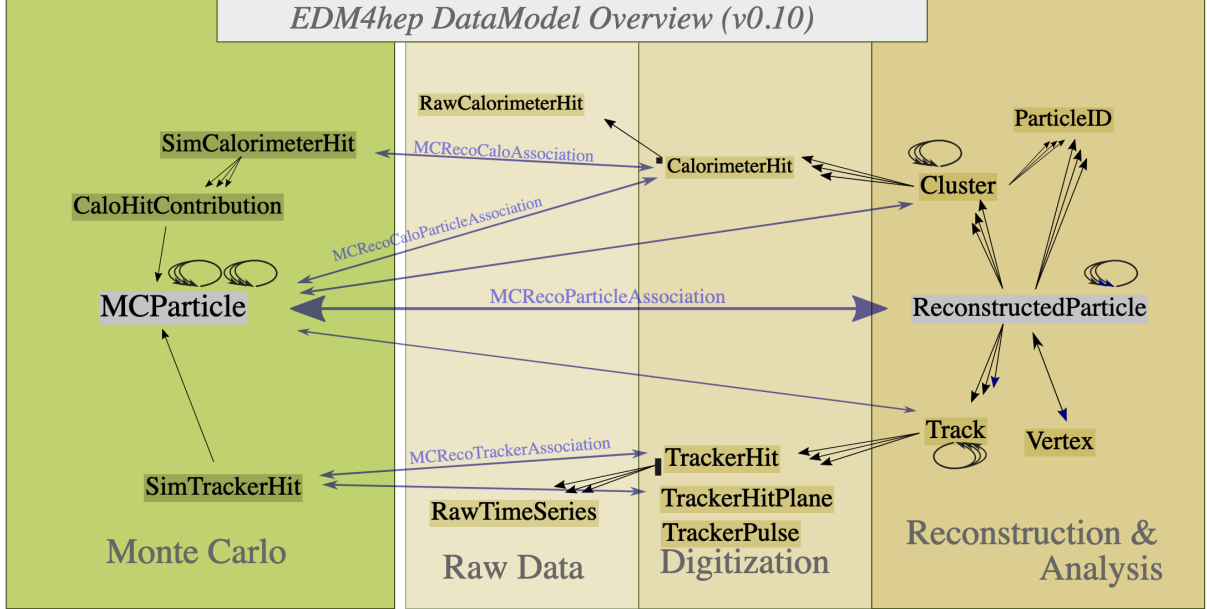 EDM4hep DataModel Overview (v0.10)
RawCalorimeterHit
ParticleID
SimCalorimeterHit
MCRecoCaloAssociation
CalorimeterHit
Cluster
CaloHitContribution
MCRecoCaloParticleAssociation
MCParticle
MCRecoParticleAssociation
ReconstructedParticle
Track
Vertex
MCRecoTrackerAssociation
TrackerHit
SimTrackerHit
TrackerHitPlane
RawTimeSeries
TrackerPulse
Monte Carlo
Raw Data
Digitization
Reconstruction &
Analysis